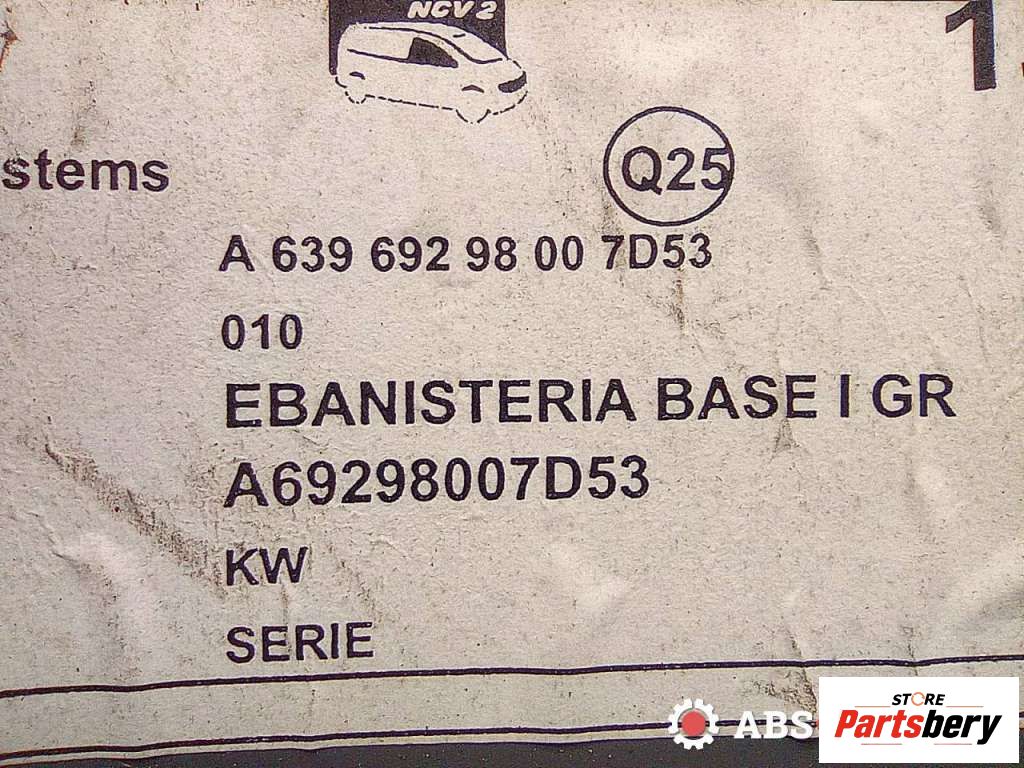 NCV 2
1
stems
Q25
A 639 692 98 00 7D53
010
EBANISTERIA BASE I GR
A69298007D53
KW
SERIE
ABS
STORE
Partsbery